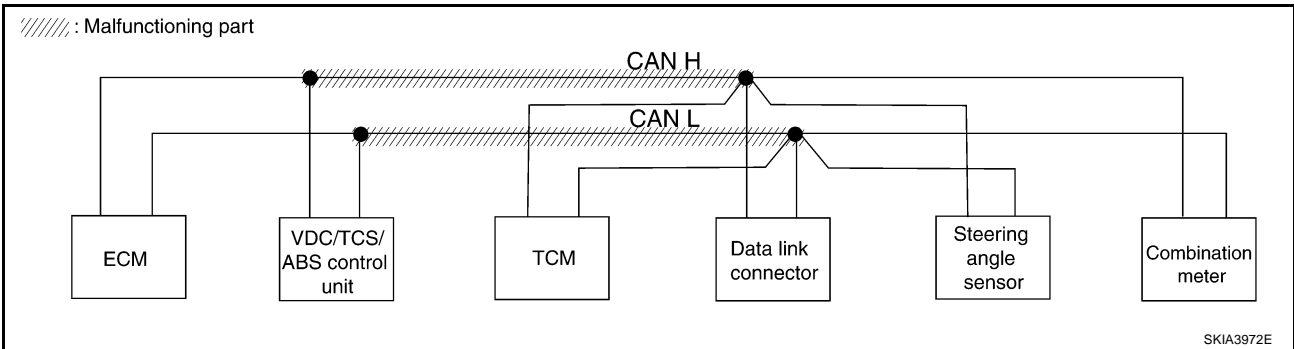 : Malfunctioning part
CAN H
CAN L
ECM
VDC/TCS/
ABS control
unit
TCM
Data link
connector
Steering
angle
sensor
Combination
meter
SKIA3972E